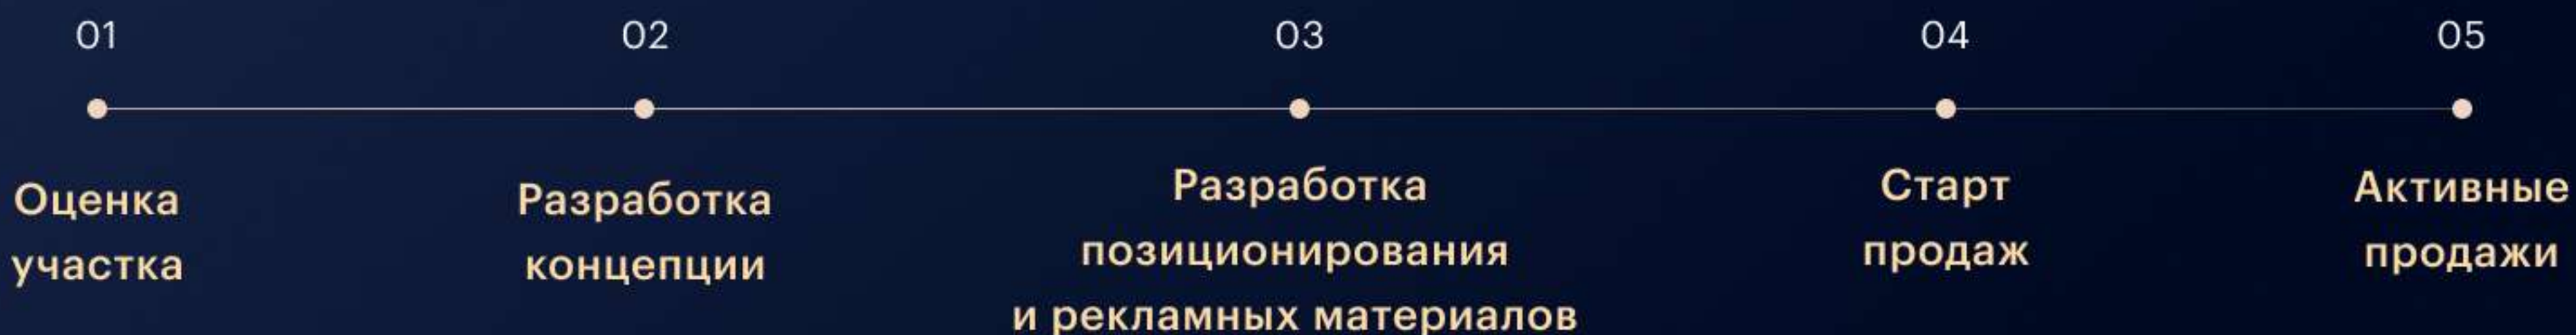 01
02
03
04
05
Оценка
участка
Разработка
концепции
Разработка
позиционирования
и рекламных материалов
Старт
продаж
Активные
продажи